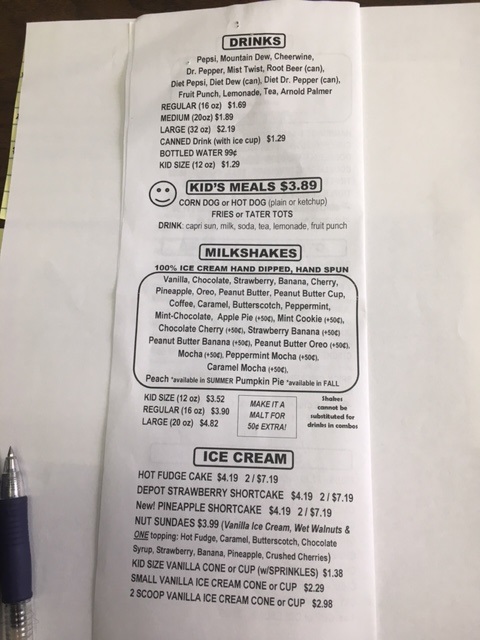 DRINKS
Pepsi, Mountain Dew, Cheerwine,
Dr. Pepper, Mist Twist, Root Beer (can),
Diet Pepsi, Diet Dew (can), Diet Dr. Pepper (can),
Fruit Punch, Lemonade, Tea, Arnold Palmer
REGULAR (16 oz) $1.69
MEDIUM (20oz) $1.89
LARGE (32 oz) $2.19
CANNED Drink (with ice cup) $1.29
BOTTLED WATER 99¢
KID SIZE (12 oz) $1.29
KID'S MEALS $3.89
CORN DOG or HOT DOG (plain or ketchup)
FRIES or TATER TOTS
DRINK: capri sun, milk, soda, tea, lemonade, fruit punch
MILKSHAKES
100% ICE CREAM HAND DIPPED, HAND SPUN
Vanilla, Chocolate, Strawberry, Banana, Cherry,
Pineapple, Oreo, Peanut Butter, Peanut Butter Cup,
Coffee, Caramel, Butterscotch, Peppermint,
Mint-Chocolate, Apple Pie (+50¢), Mint Cookie (+50¢),
Chocolate Cherry (+50¢), Strawberry Banana (+50¢)
Peanut Butter Banana (+50¢), Peanut Butter Oreo (+50¢),
Mocha (+50¢), Peppermint Mocha (+50¢),
Caramel Mocha (+50¢),
Peach *available in SUMMER Pumpkin Pie *available in FALL
KID SIZE (12 oz) $3.52
REGULAR (16 oz) $3.90
LARGE (20 oz) $4.82
MAKE IT A
MALT FOR
50¢ EXTRA!
Shakes
cannot be
substituted for
drinks in combos
ICE CREAM
HOT FUDGE CAKE $4.19 2/$7.19
DEPOT STRAWBERRY SHORTCAKE $4.19 2/$7.19
New! PINEAPPLE SHORTCAKE $4.19 2/$7.19
NUT SUNDAES $3.99 (Vanilla Ice Cream, Wet Walnuts &
ONE topping: Hot Fudge, Caramel, Butterscotch, Chocolate
Syrup, Strawberry, Banana, Pineapple, Crushed Cherries)
KID SIZE VANILLA CONE or CUP (w/SPRINKLES) $1.38
SMALL VANILLA ICE CREAM CONE or CUP $2.29
2 SCOOP VANILLA ICE CREAM CONE or CUP $2.98